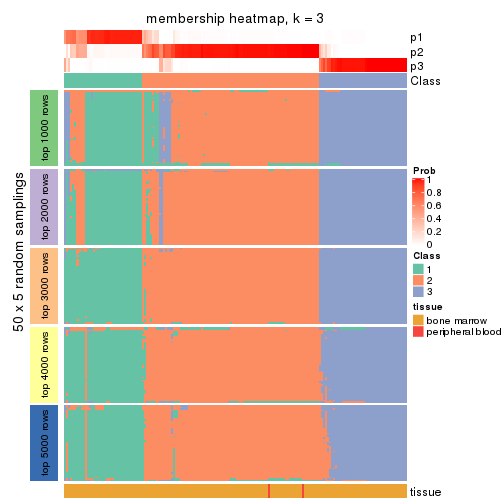 membership heatmap, k = 3
p1
p2
p3
Class
50 x 5 random samplings
top 1000 rows
top 2000 rows
top 3000 rows
top 4000 rows
top 5000 rows
Prob
1
0.8
0.6
0.4
0.2
0
Class
1
2
3
tissue
bone marrow
peripheral blood
tissue